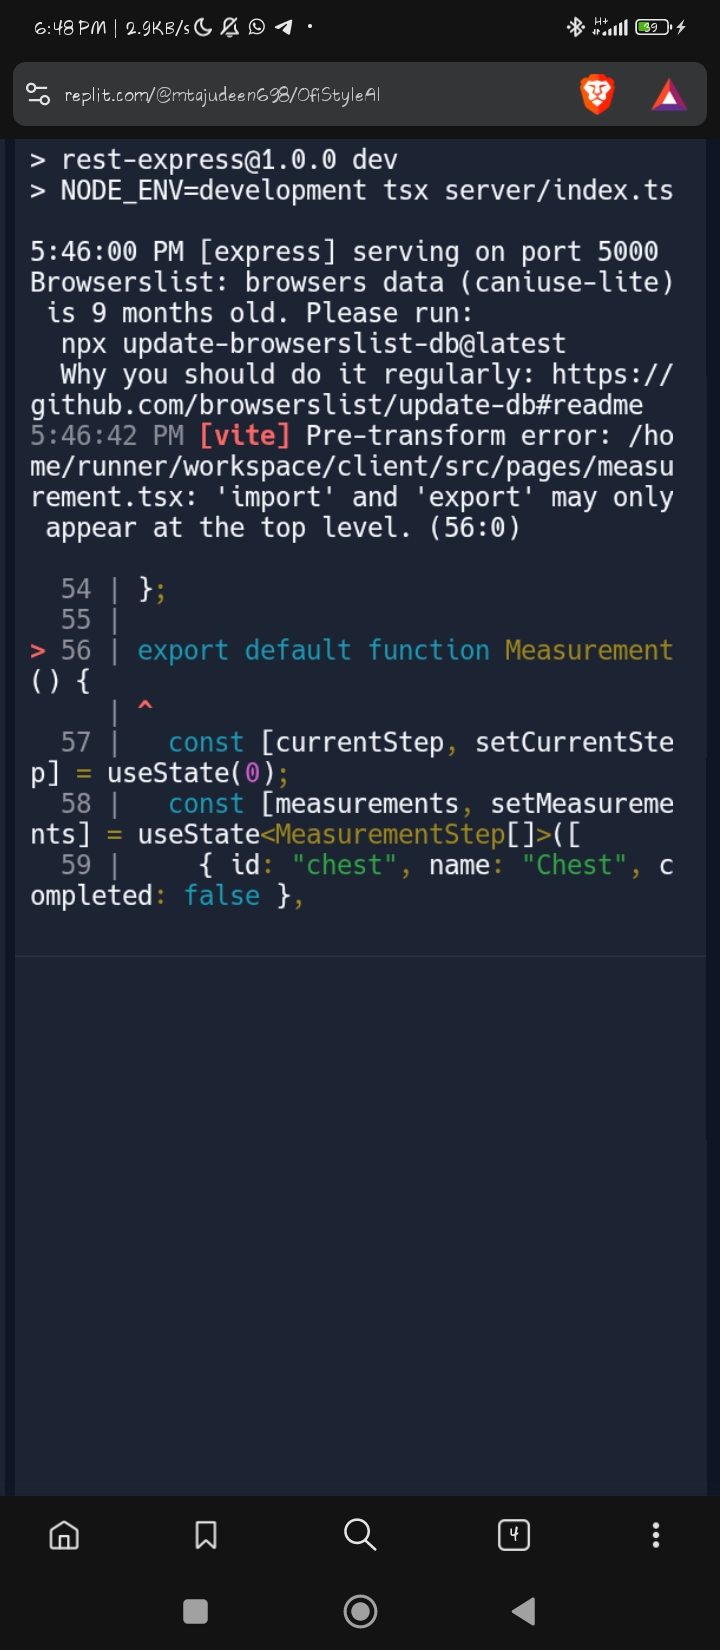 6:48 PM | 2.9KB/s
H+
59
replit.com/@mtajudeen698/OfiStyleAI
> rest-express@1.0.0 dev
> NODE_ENV=development tsx server/index.ts
5:46:00 PM [express] serving on port 5000
Browserslist: browsers data (caniuse-lite)
is 9 months old. Please run:
npx update-browserslist-db@latest
Why you should do it regularly: https://
github.com/browserslist/update-db#readme
5:46:42 PM [vite] Pre-transform error: /ho
me/runner/workspace/client/src/pages/measu
rement.tsx: 'import' and 'export' may only
appear at the top level. (56:0)
54 | };
55 |
> 56 | export default function Measurement
() {
| ^
57 | const [currentStep, setCurrentSte
p] = useState(0);
58 | const [measurements, setMeasureme
nts] = useState<MeasurementStep[]>([
59 | { id: "chest", name: "Chest", c
ompleted: false },
4